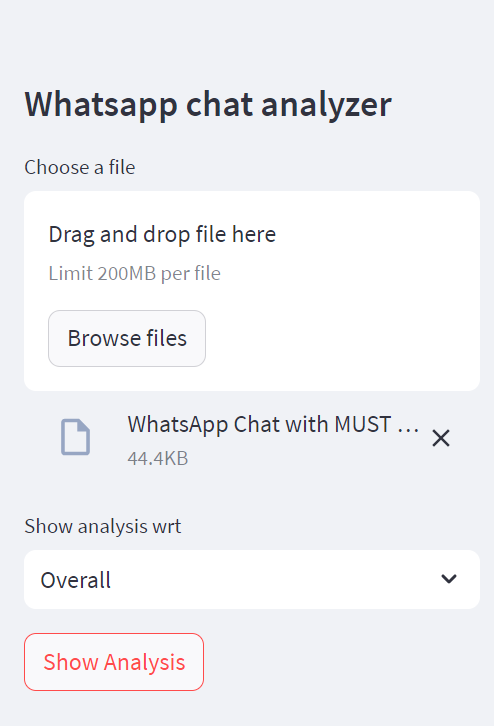 Whatsapp chat analyzer
Choose a file
Drag and drop file here
Limit 200MB per file
Browse files
WhatsApp Chat with MUST ...
44.4KB
Show analysis wrt
Overall
Show Analysis